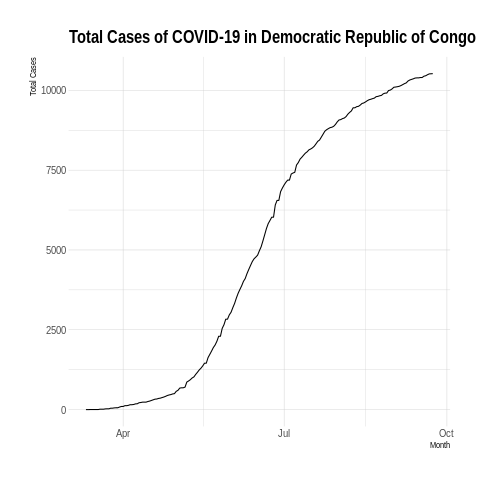 Total Cases of COVID-19 in Democratic Republic of Congo
Total Cases
10000
7500
5000
2500
0
Apr
Jul
Oct
Month